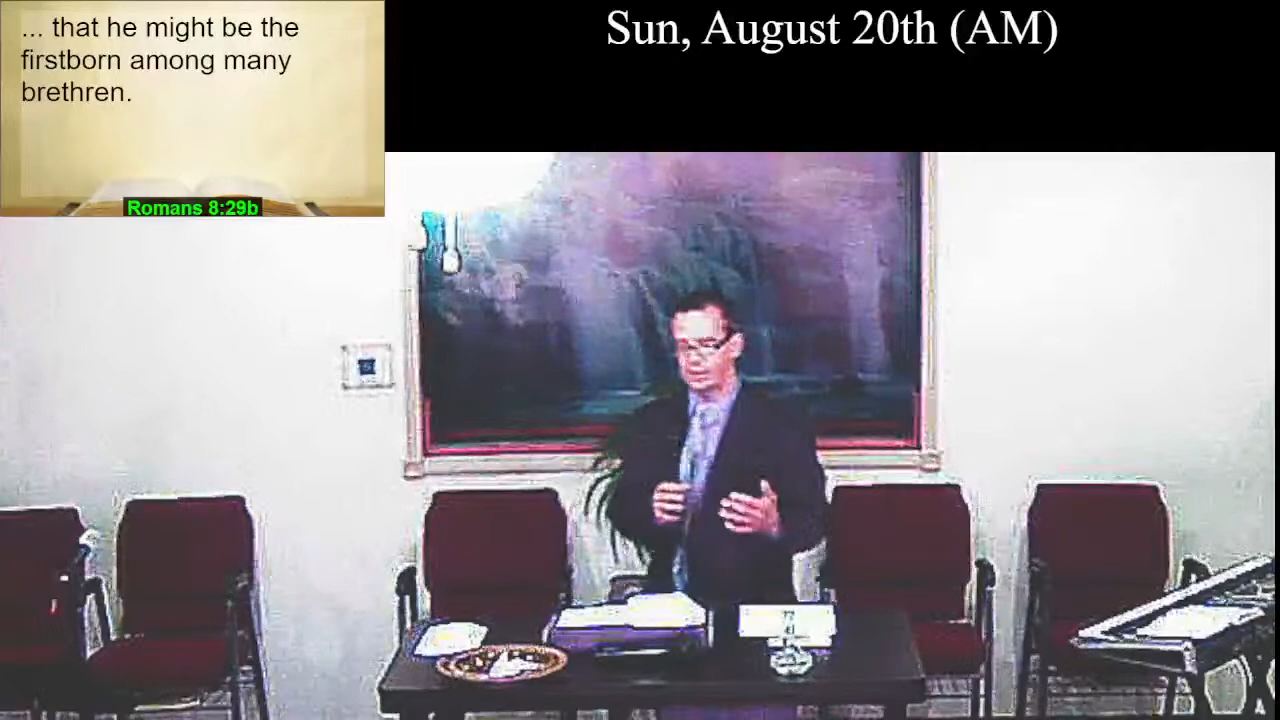 ... that he might be the
firstborn among many
brethren.
Romans 8:29b
Sun, August 20th (AM)